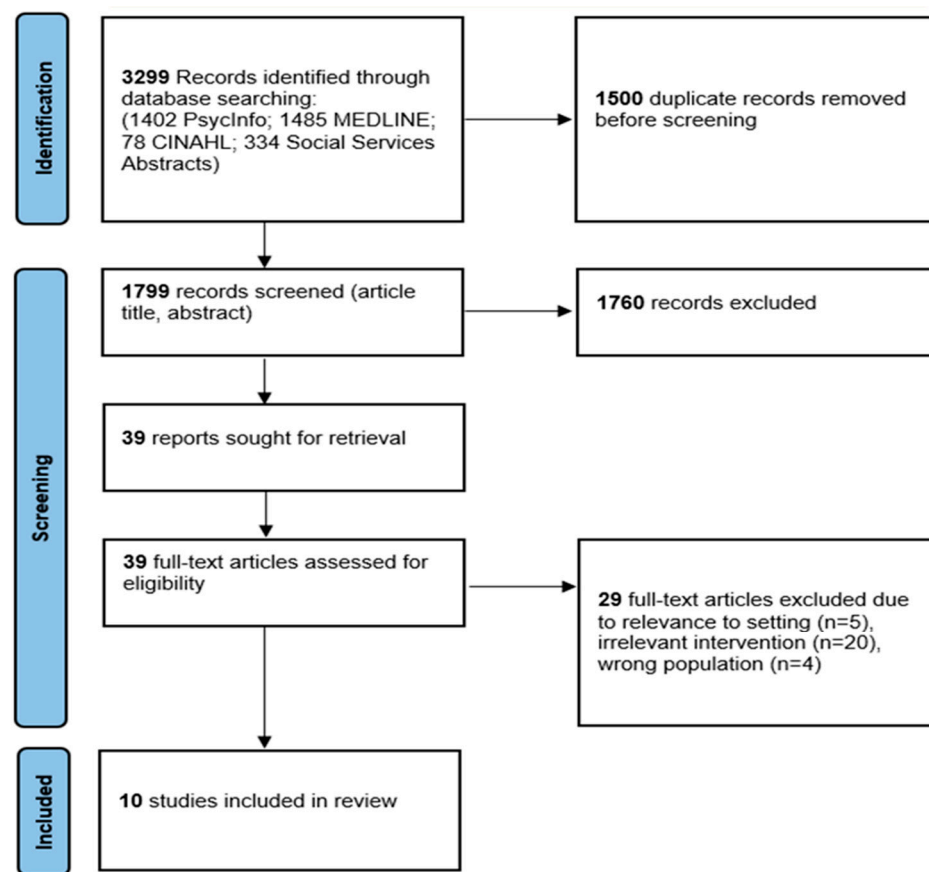 Identification
3299 Records identified through
database searching:
(1402 PsycInfo; 1485 MEDLINE;
78 CINAHL; 334 Social Services
Abstracts)
1500 duplicate records removed
before screening
Screening
1799 records screened (article
title, abstract)
1760 records excluded
39 reports sought for retrieval
39 full-text articles assessed for
eligibility
29 full-text articles excluded due
to relevance to setting (n=5),
irrelevant intervention (n=20),
wrong population (n=4)
Included
10 studies included in review